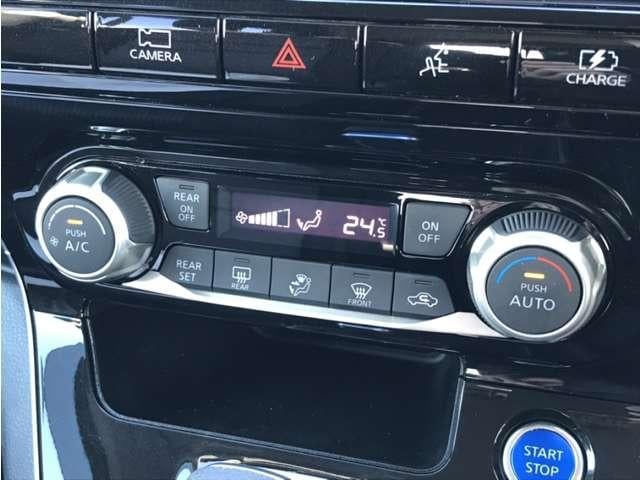 CAMERA
CHARGE
REAR
ON
OFF
24.5°C
ON
OFF
PUSH
A/C
REAR
SET
REAR
FRONT
PUSH
AUTO
START
STOP